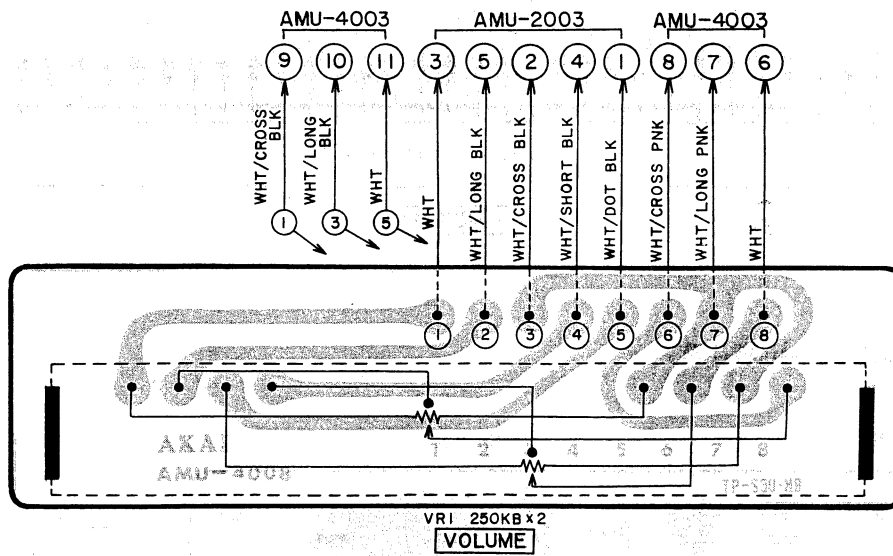 AMU-4003 AMU-2003 AMU-4003
9 10 11 3 5 2 4 1 8 7 6
WHT/CROSS BLK
WHT/LONG BLK
WHT
WHT
WHT/LONG BLK
WHT/CROSS BLK
WHT/SHORT BLK
WHT/DOT BLK
WHT/CROSS PNK
WHT/LONG PNK
WHT
1 3 5
1 2 3 4 5 6 7 8
AKAI 1 2 4 5 6 7 8
AMU-4008
VR1 250KB×2
VOLUME